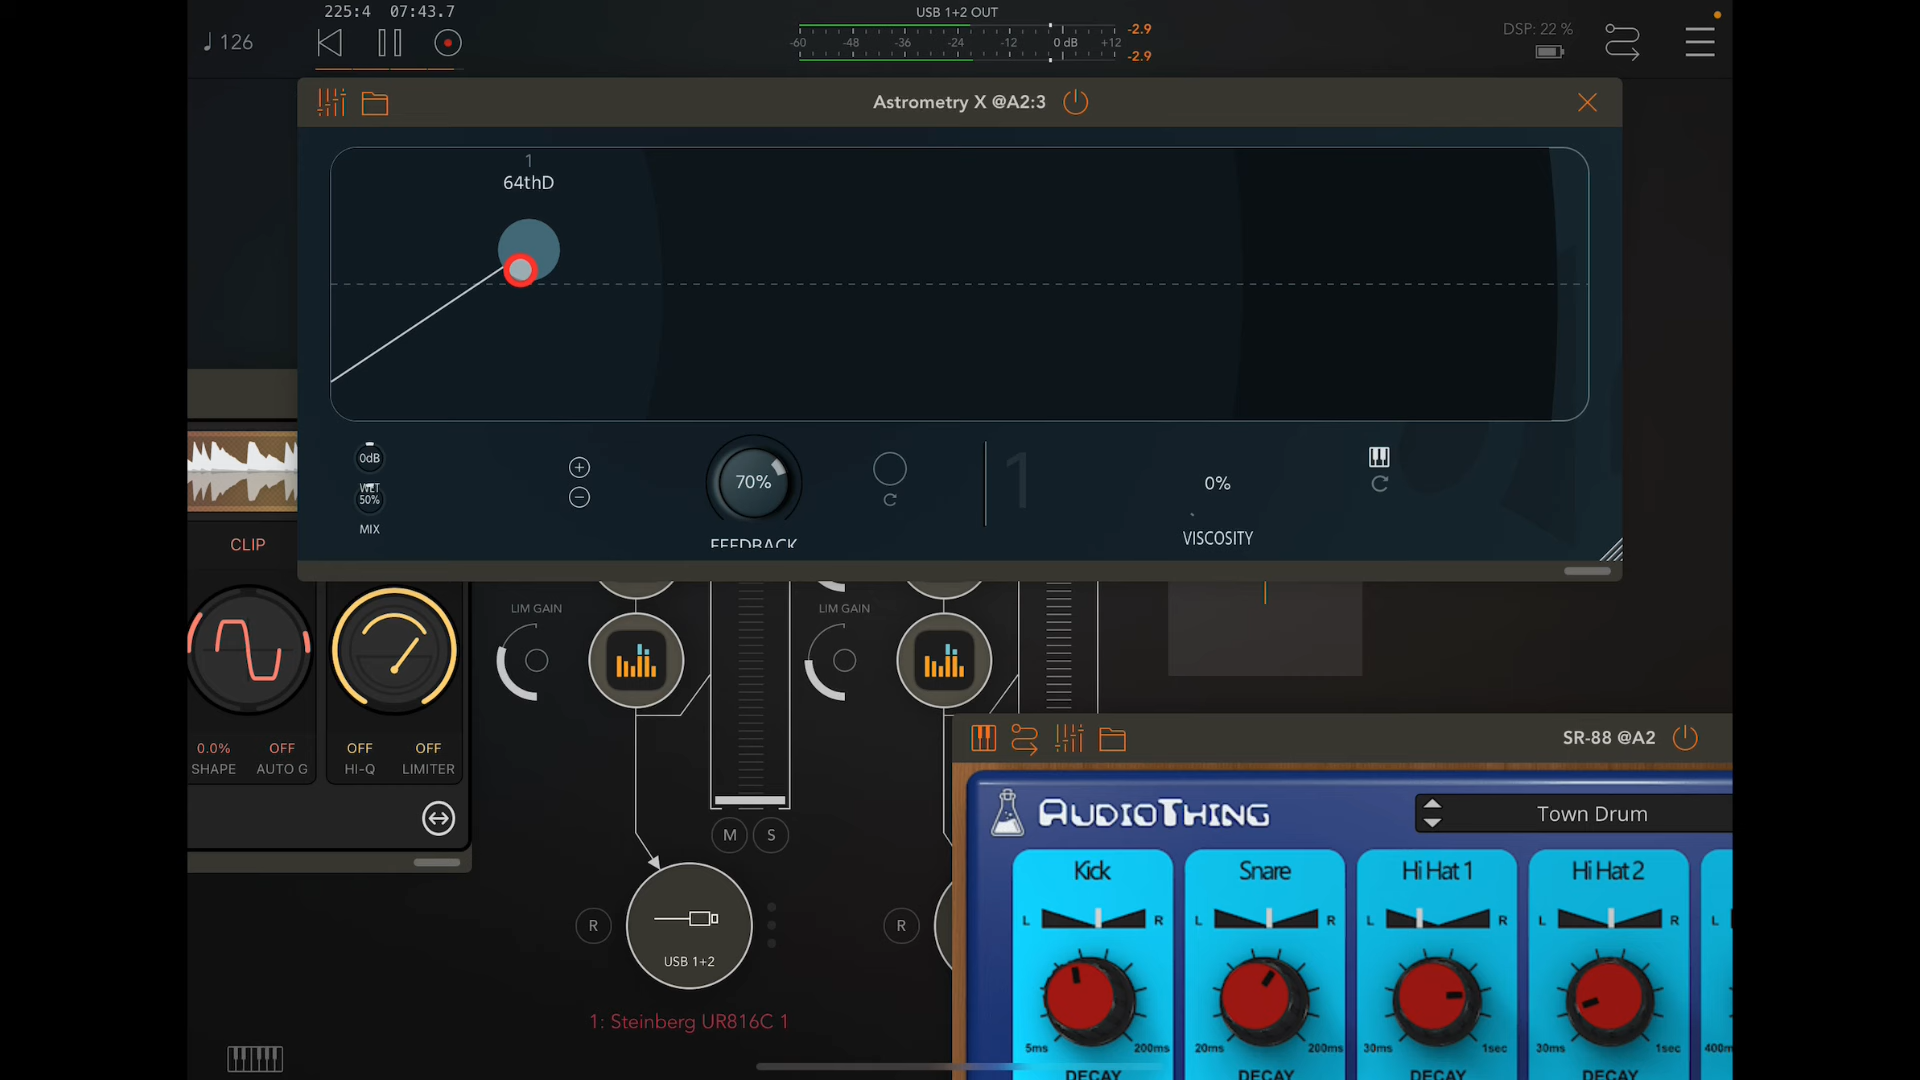 225:4 07:43.7
126
USB 1+2 OUT
-60 -48 -36 -24 -12 0 dB +12
-2.9
-2.9
DSP: 22 %
Astrometry X @A2:3
1
64thD
0dB
WET
50%
MIX
70%
FEEDBACK
1
0%
VISCOSITY
CLIP
0.0% OFF
SHAPE AUTO G
OFF OFF
HI-Q LIMITER
LIM GAIN
LIM GAIN
M S
R
R
USB 1+2
1: Steinberg UR816C 1
SR-88 @A2
AUDIOTHING
Town Drum
Kick Snare Hi Hat 1 Hi Hat 2
L R L R L R L R L
5ms 200ms 20ms 200ms 30ms 1sec 30ms 1sec 400m
DECAY DECAY DECAY DECAY